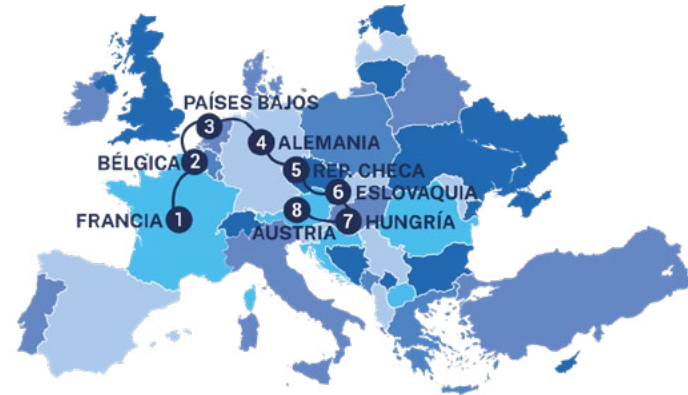 PAÍSES BAJOS
3
4 ALEMANIA
BÉLGICA 2
5 REP. CHECA
6 ESLOVAQUIA
8
FRANCIA 1
7 HUNGRÍA
AUSTRIA